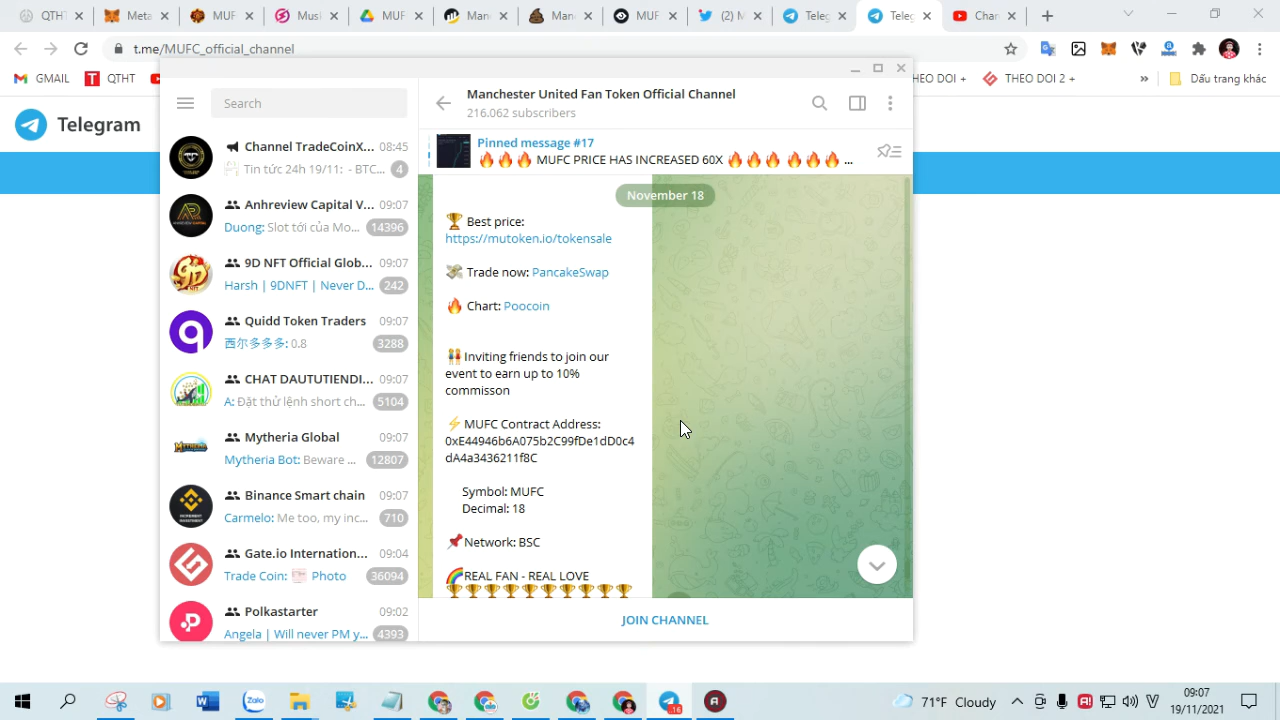 QTHT
Meta
MUF
Mus
MUF
Man
Man
MUF
(2) M
Teleg
Teleg
Chan
t.me/MUFC_official_channel
GMAIL
QTHT
HEO DOI +
THEO DOI 2 +
»
Dấu trang khác
Telegram
Search
Channel TradeCoinX... 08:45
Tin tức 24h 19/11: - BTC... 4
Anhreview Capital V... 09:07
Duong: Slot tới của Mo... 14396
9D NFT Official Glob... 09:07
Harsh | 9DNFT | Never D... 242
Quidd Token Traders 09:07
西尔多多多: 0.8 3288
CHAT DAUTUTIENDI... 09:07
A: Đặt thử lệnh short ch... 5104
Mytheria Global 09:07
Mytheria Bot: Beware ... 12807
Binance Smart chain 09:07
Carmelo: Me too, my inc... 710
Gate.io Internation... 09:04
Trade Coin: Photo 36094
Polkastarter 09:02
Angela | Will never PM y... 4393
Manchester United Fan Token Official Channel
216.062 subscribers
Pinned message #17
🔥🔥🔥 MUFC PRICE HAS INCREASED 60X 🔥🔥🔥 🔥🔥🔥 ...
November 18
🏆 Best price:
https://mutoken.io/tokensale
💸 Trade now: PancakeSwap
🔥 Chart: Poocoin
👭Inviting friends to join our
event to earn up to 10%
commisson
⚡MUFC Contract Address:
0xE44946b6A075b2C99fDe1dD0c4
dA4a3436211f8C
Symbol: MUFC
Decimal: 18
📌Network: BSC
🌈REAL FAN - REAL LOVE
🏆🏆🏆🏆🏆🏆🏆🏆🏆🏆
JOIN CHANNEL
Zalo
16
71°F Cloudy
09:07
19/11/2021